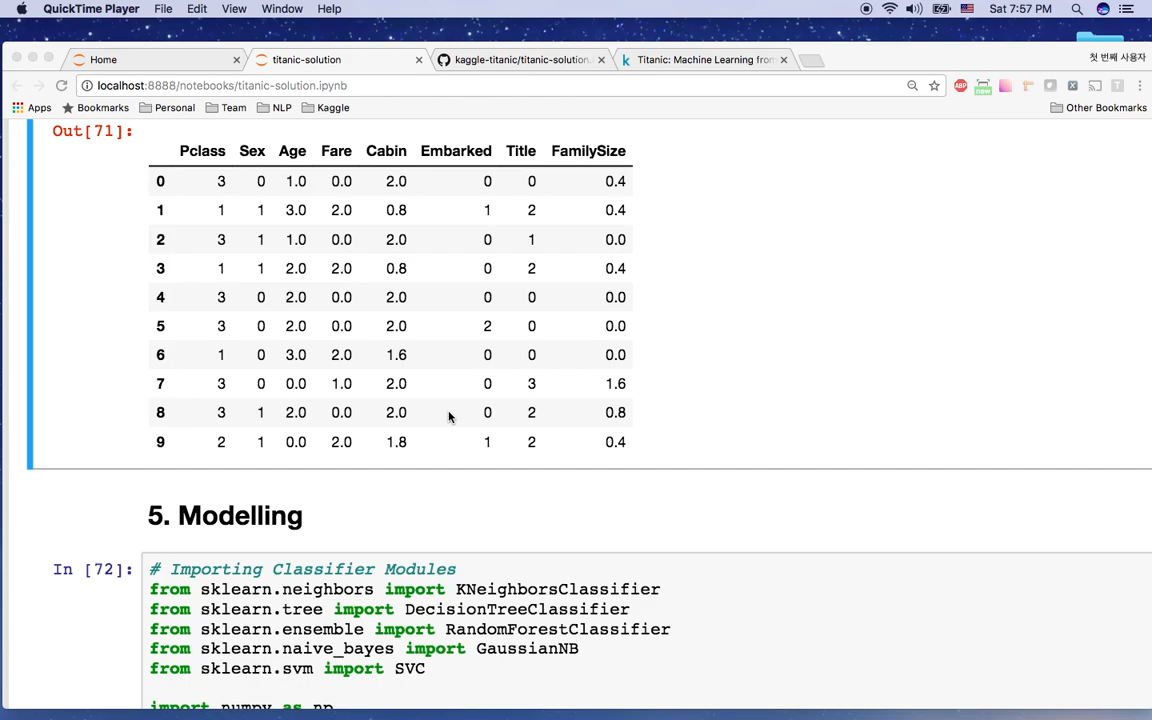 QuickTime Player File Edit View Window Help Sat 7:57 PM
Home titanic-solution kaggle-titanic/titanic-solution. Titanic: Machine Learning from 첫 번째 사용자
localhost:8888/notebooks/titanic-solution.ipynb
Apps Bookmarks Personal Team NLP Kaggle Other Bookmarks
Out[71]:
Pclass Sex Age Fare Cabin Embarked Title FamilySize
0 3 0 1.0 0.0 2.0 0 0 0.4
1 1 1 3.0 2.0 0.8 1 2 0.4
2 3 1 1.0 0.0 2.0 0 1 0.0
3 1 1 2.0 2.0 0.8 0 2 0.4
4 3 0 2.0 0.0 2.0 0 0 0.0
5 3 0 2.0 0.0 2.0 2 0 0.0
6 1 0 3.0 2.0 1.6 0 0 0.0
7 3 0 0.0 1.0 2.0 0 3 1.6
8 3 1 2.0 0.0 2.0 0 2 0.8
9 2 1 0.0 2.0 1.8 1 2 0.4
5. Modelling
In [72]: # Importing Classifier Modules
from sklearn.neighbors import KNeighborsClassifier
from sklearn.tree import DecisionTreeClassifier
from sklearn.ensemble import RandomForestClassifier
from sklearn.naive_bayes import GaussianNB
from sklearn.svm import SVC
import numpy as np